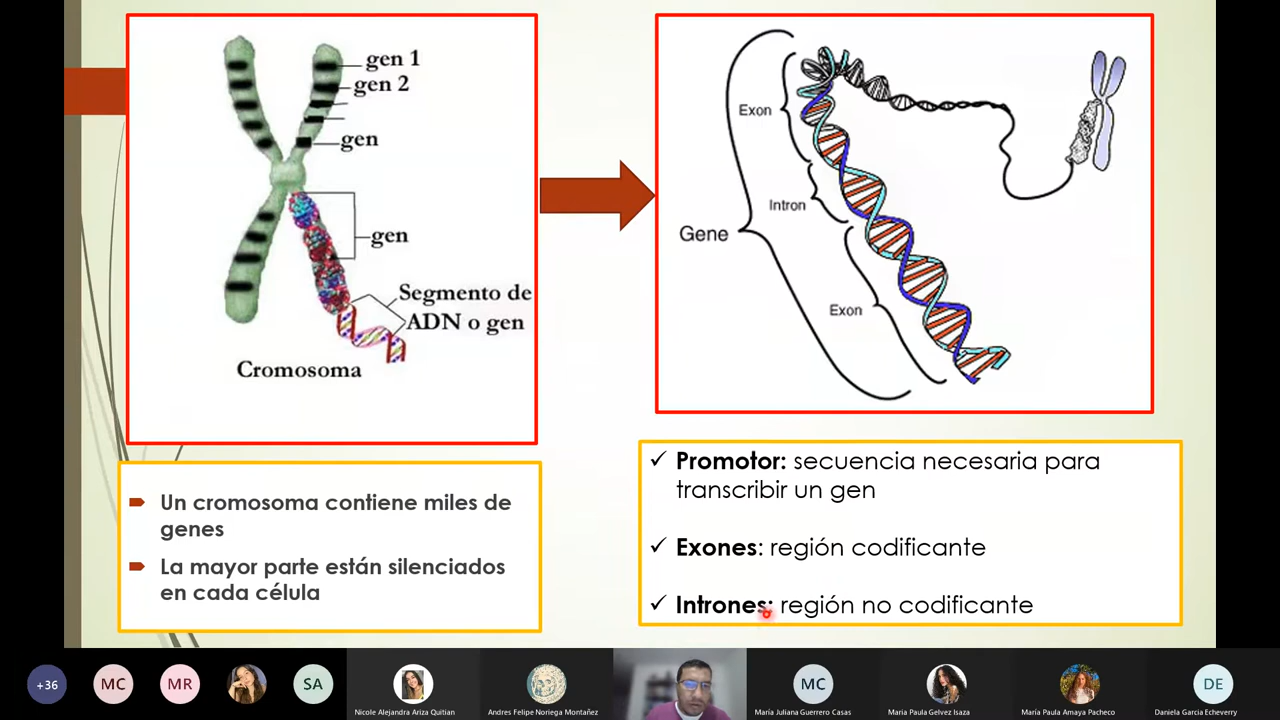 gen 1
gen 2
gen
gen
Segmento de
ADN o gen
Cromosoma
Exon
Intron
Gene
Exon
Un cromosoma contiene miles de
genes
La mayor parte están silenciados
en cada célula
✓ Promotor: secuencia necesaria para
transcribir un gen
✓ Exones: región codificante
✓ Intrones: región no codificante
+36
MC
MR
SA
Nicole Alejandra Ariza Quitian
Andres Felipe Noriega Montañez
MC
María Juliana Guerrero Casas
Maria Paula Gelvez Isaza
María Paula Amaya Pacheco
DE
Daniela Garcia Echeverry